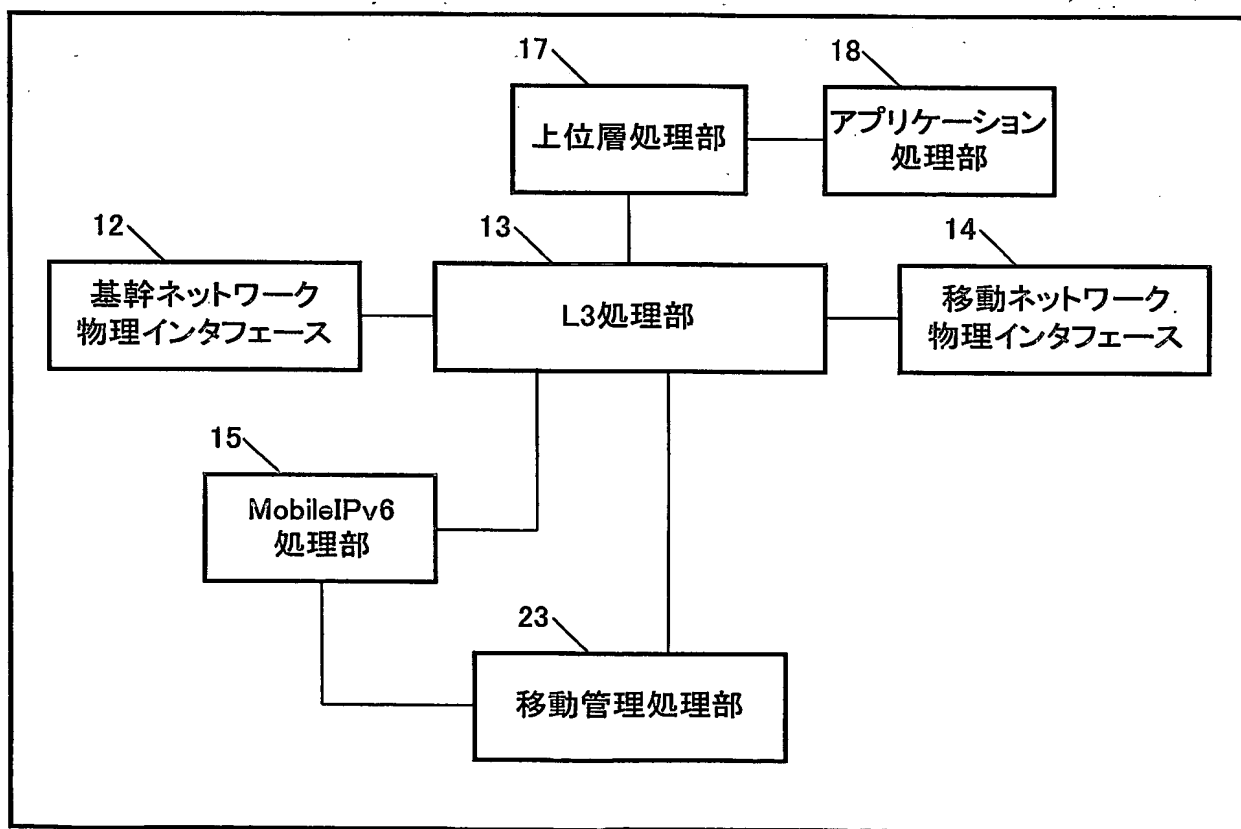 17
18
上位層処理部
アプリケーション
処理部
12
13
14
基幹ネットワーク
物理インタフェース
L3処理部
移動ネットワーク
物理インタフェース
15
MobileIPv6
処理部
23
移動管理処理部